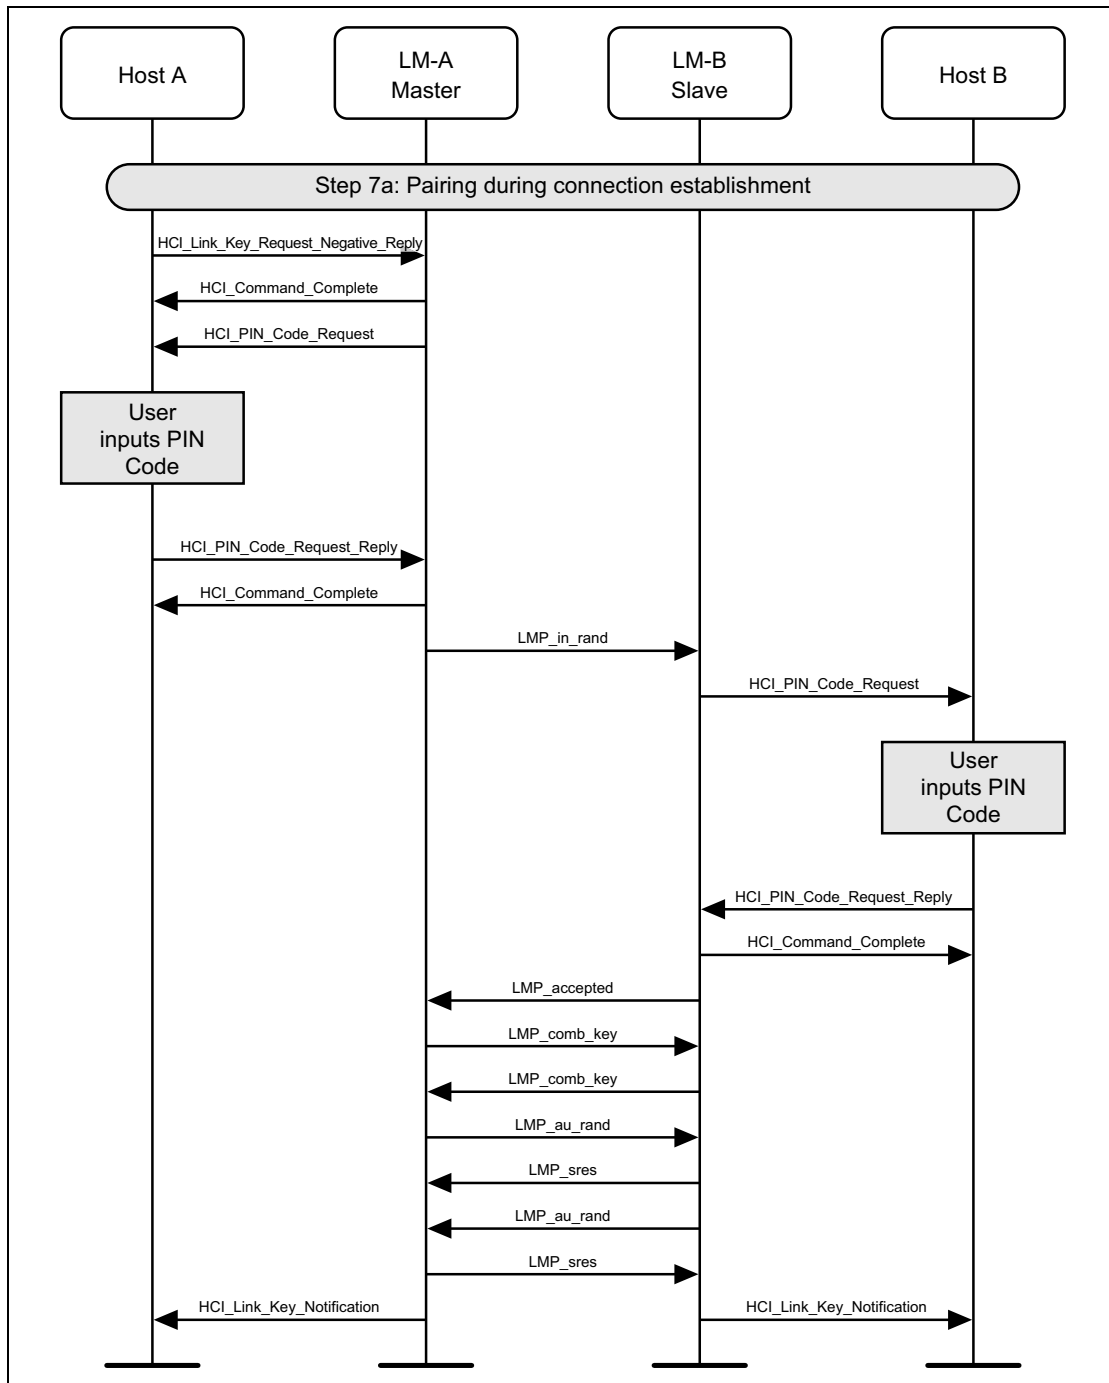 Host A
LM-A
Master
LM-B
Slave
Host B
Step 7a: Pairing during connection establishment
HCI_Link_Key_Request_Negative_Reply
HCI_Command_Complete
HCI_PIN_Code_Request
User
inputs PIN
Code
HCI_PIN_Code_Request_Reply
HCI_Command_Complete
LMP_in_rand
HCI_PIN_Code_Request
User
inputs PIN
Code
HCI_PIN_Code_Request_Reply
HCI_Command_Complete
LMP_accepted
LMP_comb_key
LMP_comb_key
LMP_au_rand
LMP_sres
LMP_au_rand
LMP_sres
HCI_Link_Key_Notification
HCI_Link_Key_Notification